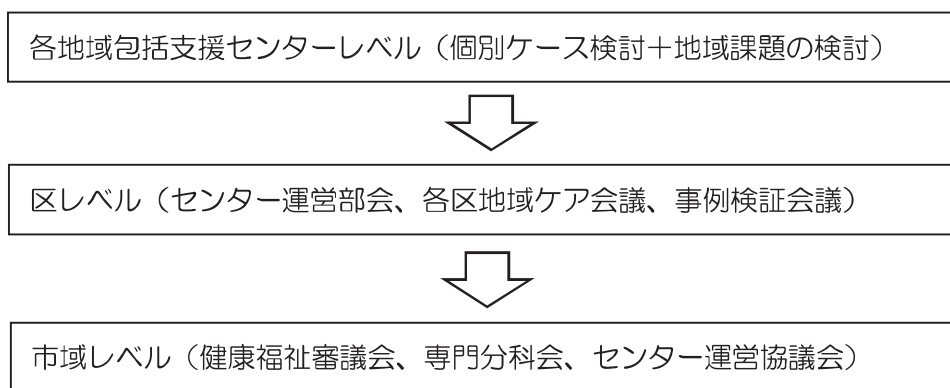 各地域包括支援センターレベル（個別ケース検討＋地域課題の検討）
区レベル（センター運営部会、各区地域ケア会議、事例検証会議）
市域レベル（健康福祉審議会、専門分科会、センター運営協議会）